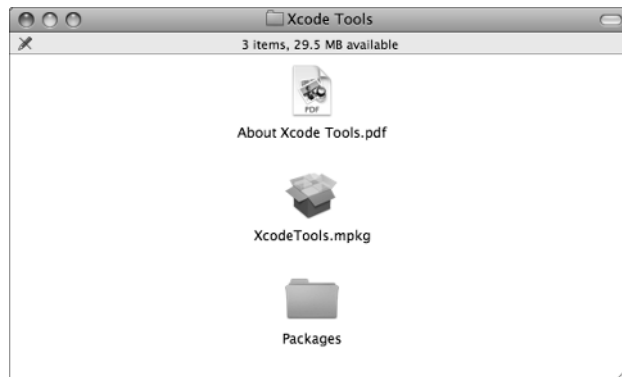 Xcode Tools
3 items, 29.5 MB available
PDF
About Xcode Tools.pdf
XcodeTools.mpkg
Packages